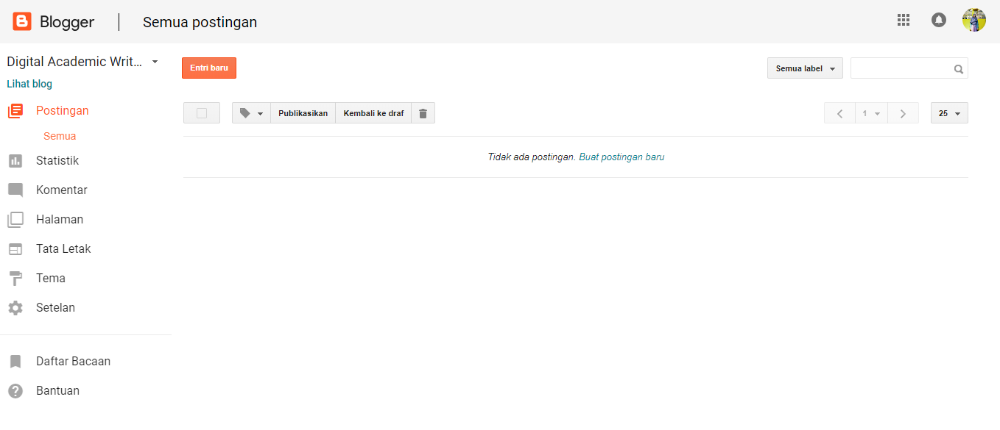 Blogger
Semua postingan
Digital Academic Writ...
Lihat blog
Postingan
Semua
Statistik
Komentar
Halaman
Tata Letak
Tema
Setelan
Daftar Bacaan
Bantuan
Entri baru
Semua label
Publikasikan
Kembali ke draf
1
25
Tidak ada postingan. Buat postingan baru